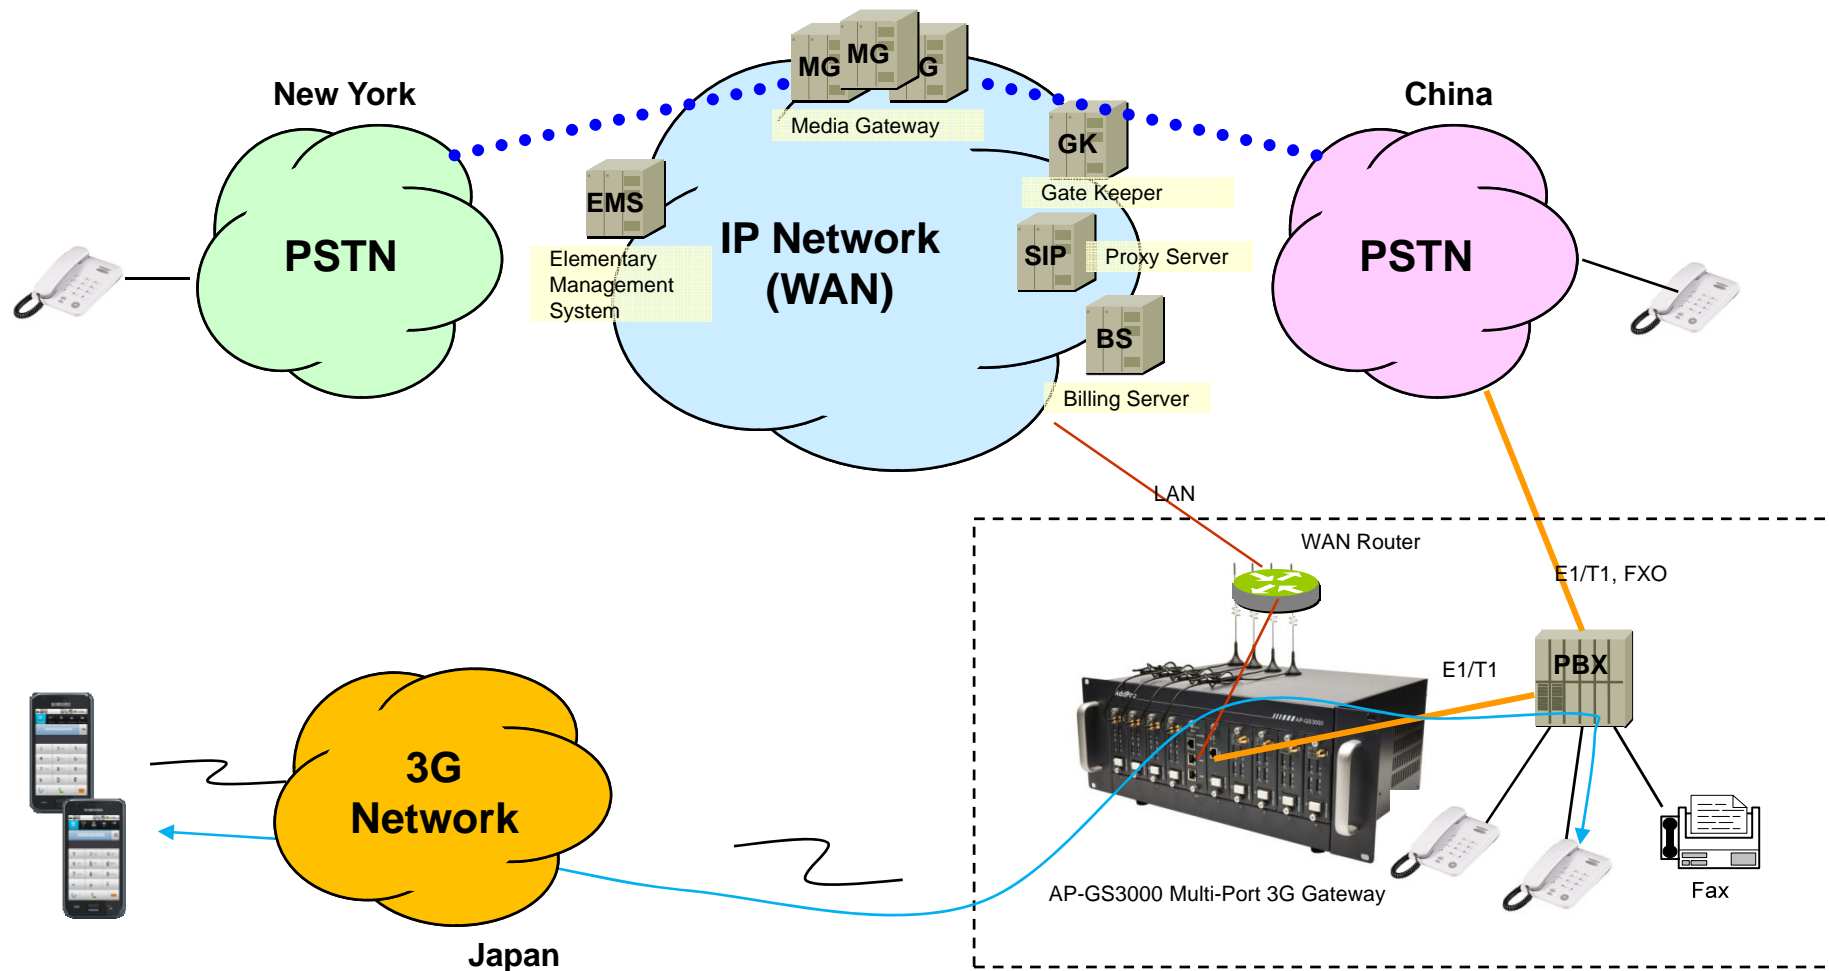 New York
China
MG
MG
G
Media Gateway
GK
Gate Keeper
EMS
Elementary
Management
System
IP Network
(WAN)
SIP
Proxy Server
BS
Billing Server
PSTN
PSTN
LAN
WAN Router
E1/T1, FXO
E1/T1
PBX
AP-GS3000
3G
Network
Japan
AP-GS3000 Multi-Port 3G Gateway
Fax